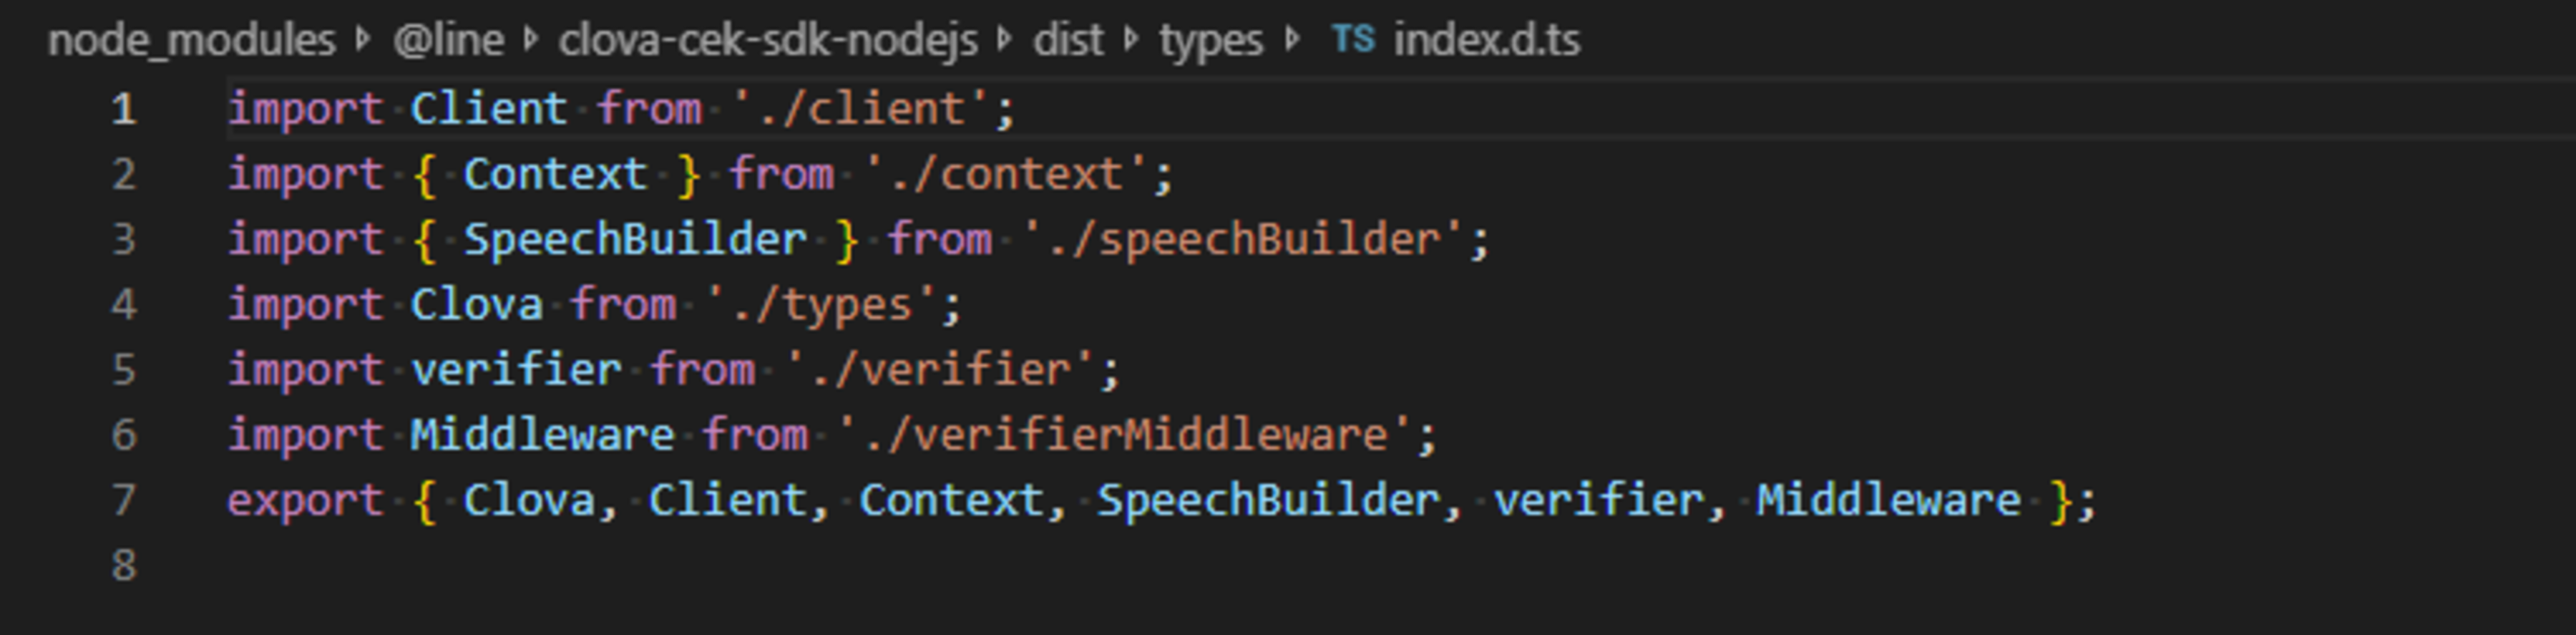 node_modules ▷ @line ▷ clova-cek-sdk-nodejs ▷ dist ▷ types ▷ TS index.d.ts
1 import Client from './client';
2 import { Context } from './context';
3 import { SpeechBuilder } from './speechBuilder';
4 import Clova from './types';
5 import verifier from './verifier';
6 import Middleware from './verifierMiddleware';
7 export { Clova, Client, Context, SpeechBuilder, verifier, Middleware };
8